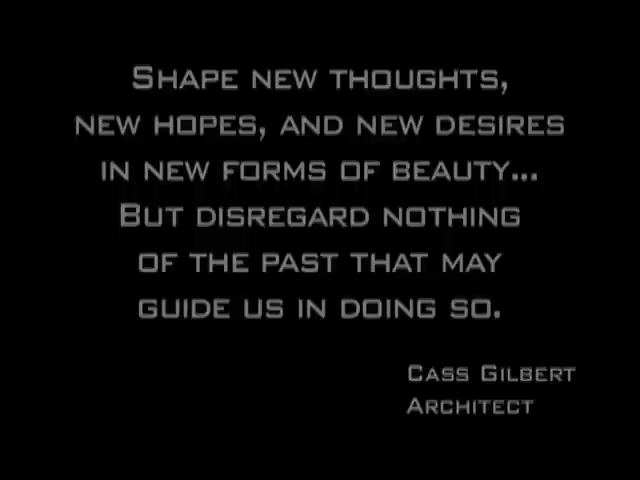 Shape new thoughts,
new hopes, and new desires
in new forms of beauty...
But disregard nothing
of the past that may
guide us in doing so.
Cass Gilbert
Architect